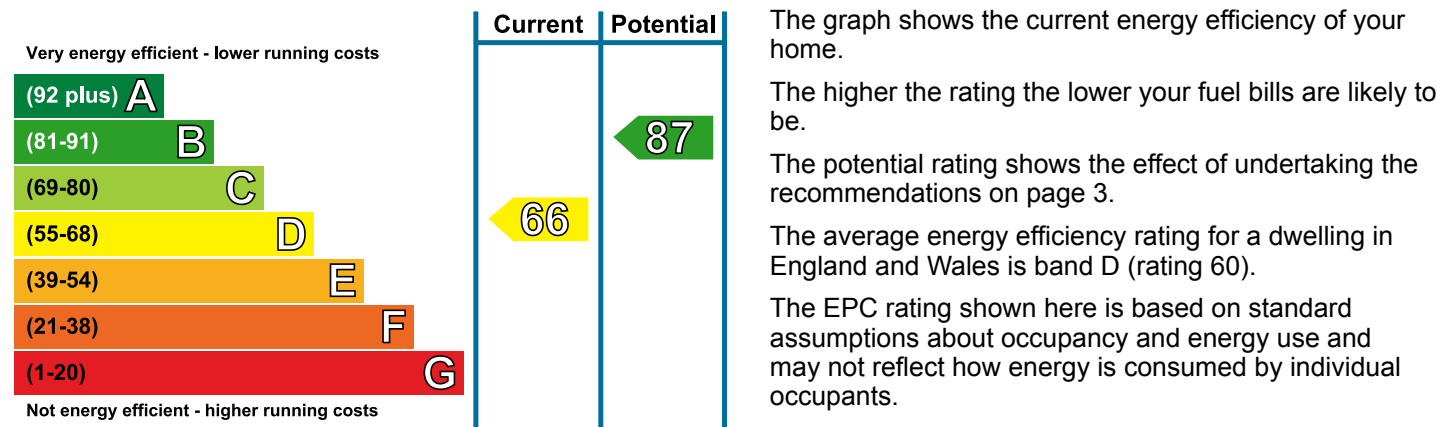 Current Potential
Very energy efficient - lower running costs
(92 plus) A
(81-91) B
87
(69-80) C
66
(55-68) D
(39-54) E
(21-38) F
(1-20) G
Not energy efficient - higher running costs
The graph shows the current energy efficiency of your
home.
The higher the rating the lower your fuel bills are likely to
be.
The potential rating shows the effect of undertaking the
recommendations on page 3.
The average energy efficiency rating for a dwelling in
England and Wales is band D (rating 60).
The EPC rating shown here is based on standard
assumptions about occupancy and energy use and
may not reflect how energy is consumed by individual
occupants.